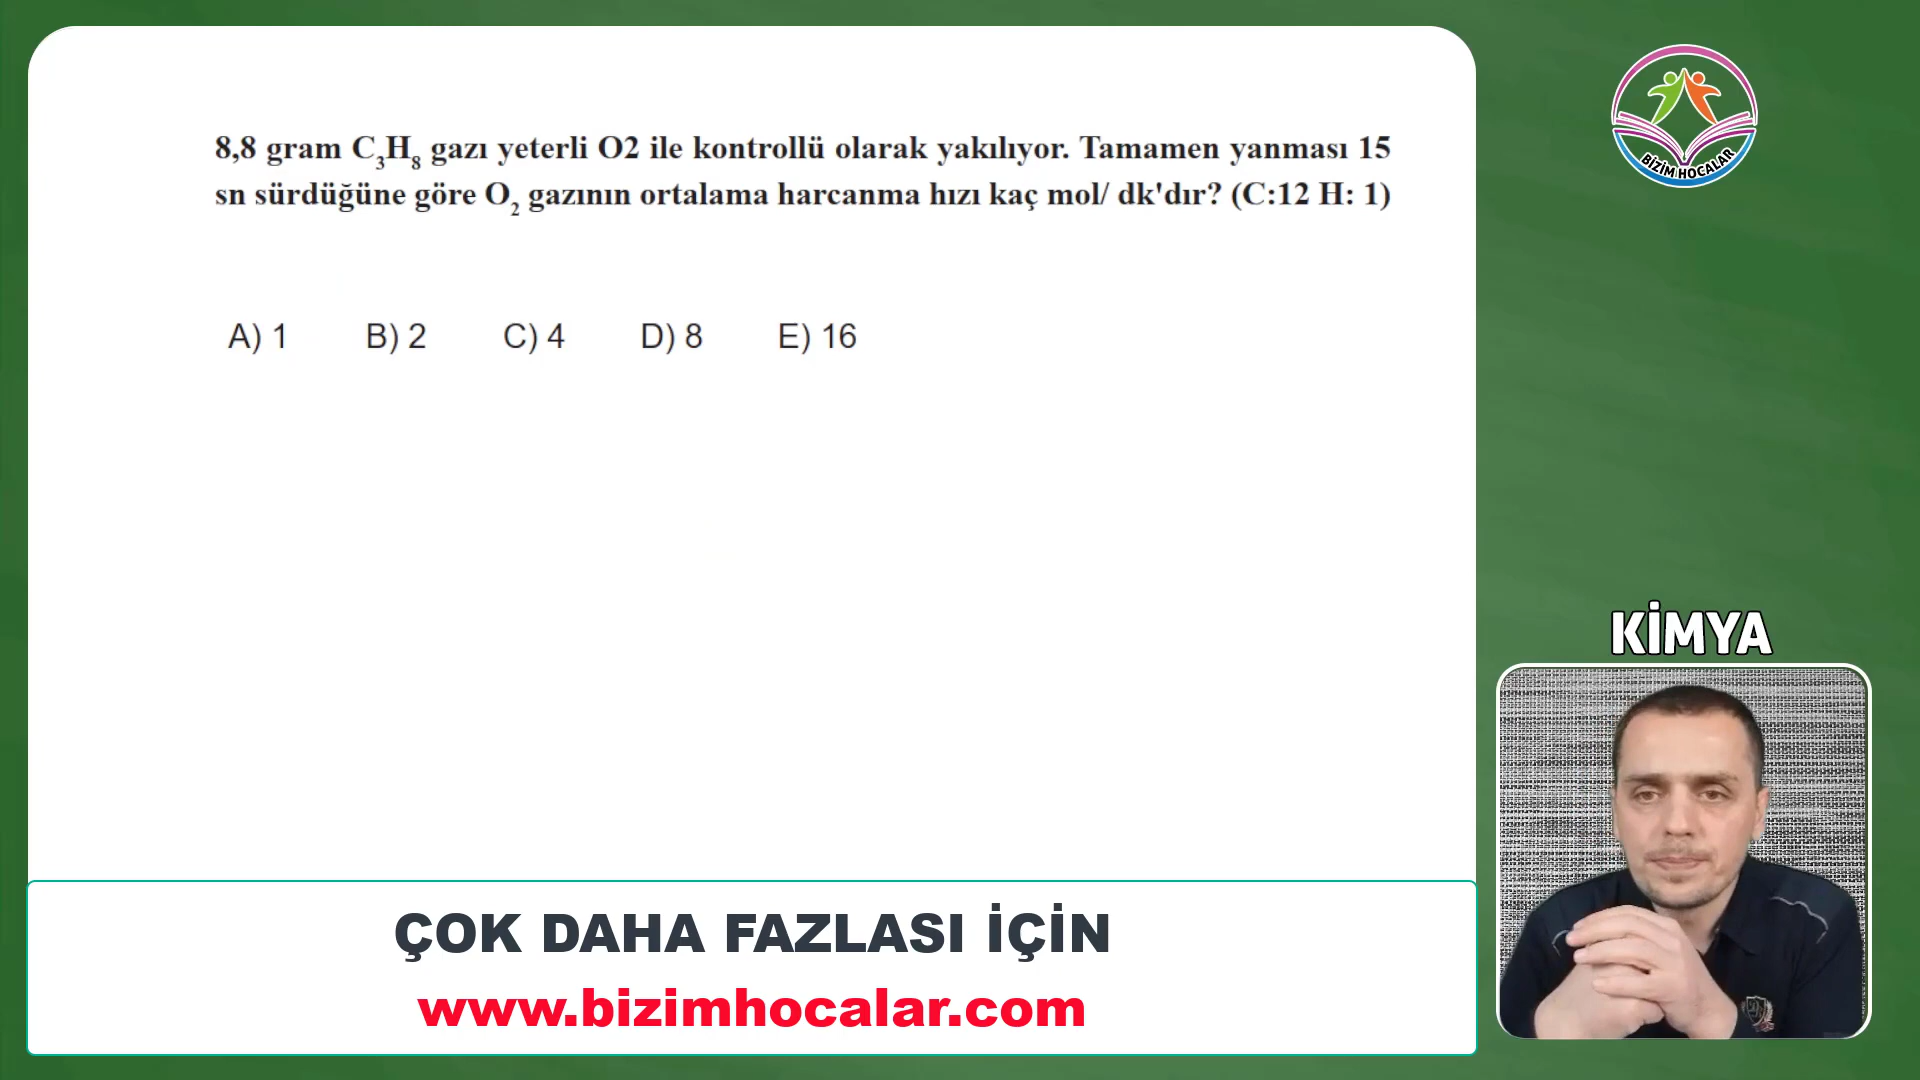 8,8 gram C₃H₈ gazı yeterli O2 ile kontrollü olarak yakılıyor. Tamamen yanması 15
sn sürdüğüne göre O₂ gazının ortalama harcanma hızı kaç mol/ dk'dır? (C:12 H: 1)
A) 1 B) 2 C) 4 D) 8 E) 16
BİZİM HOCALAR
KİMYA
ÇOK DAHA FAZLASI İÇİN
www.bizimhocalar.com